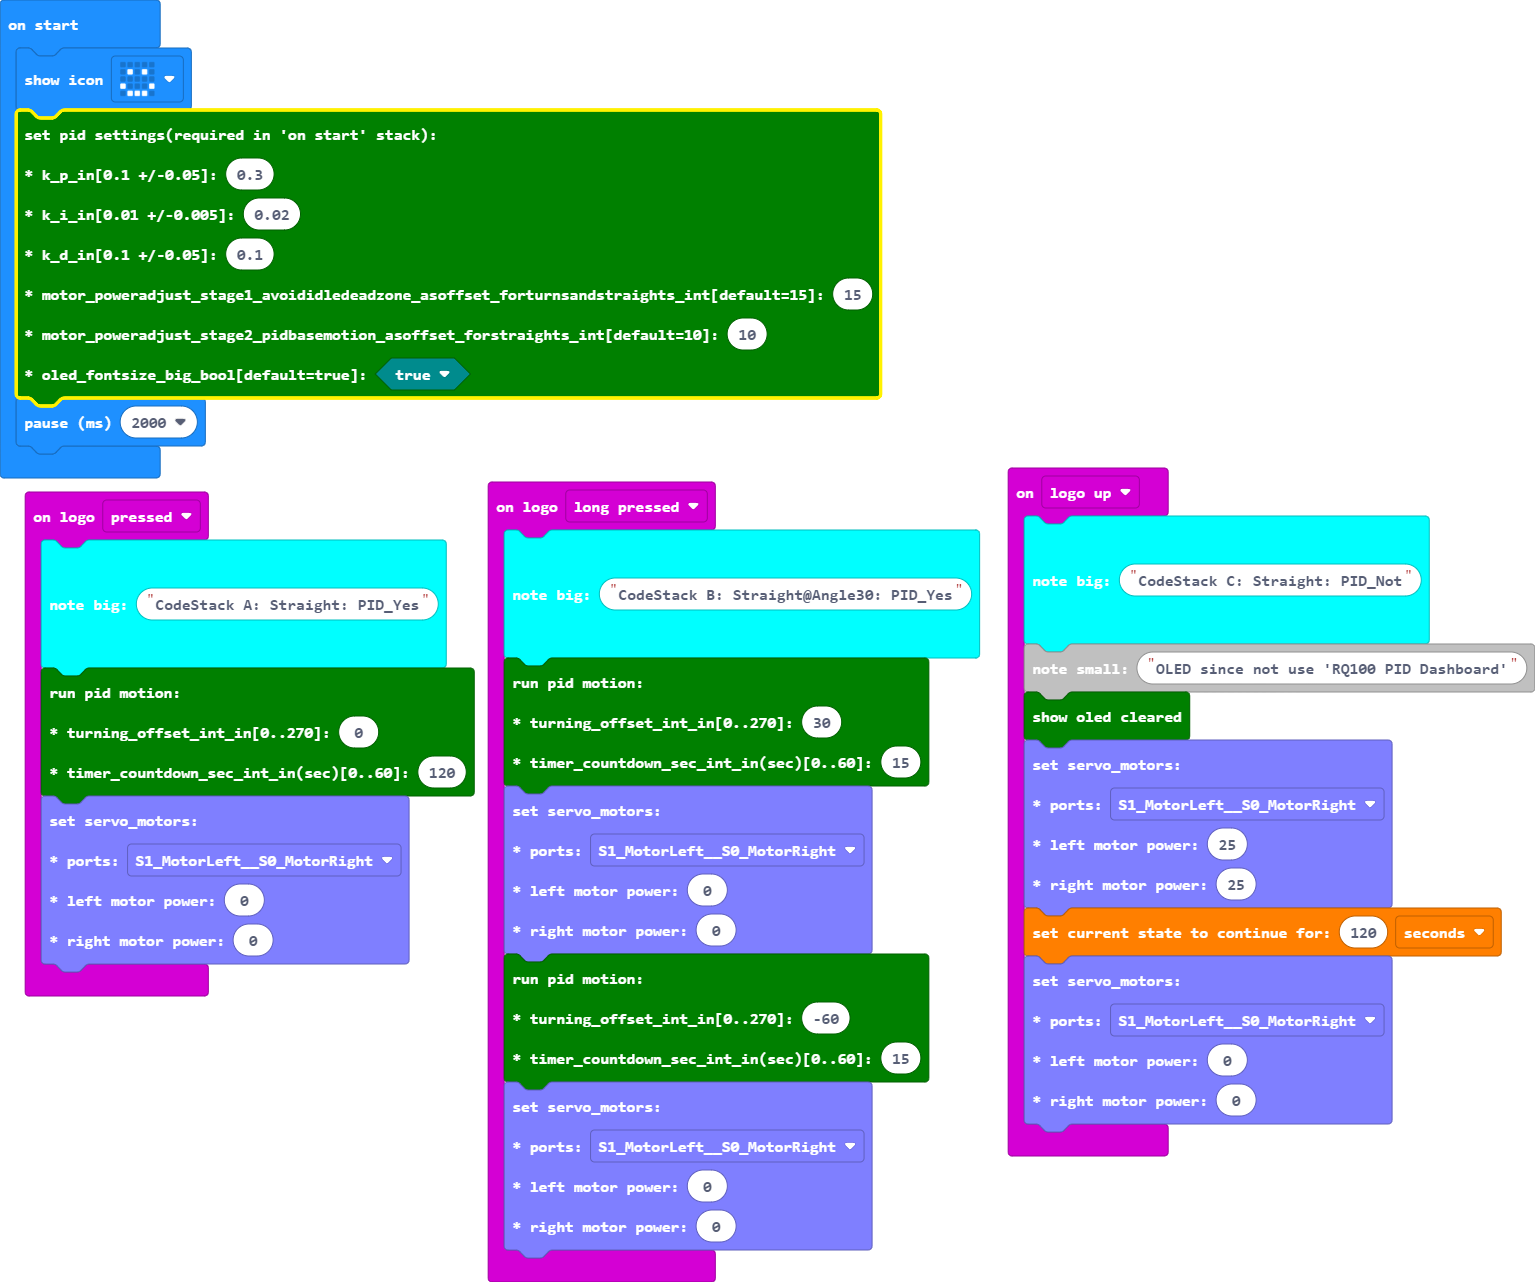 on start
show icon
set pid settings(required in 'on start' stack):
* k_p_in[0.1 +/-0.05]: 0.3
* k_i_in[0.01 +/-0.005]: 0.02
* k_d_in[0.1 +/-0.05]: 0.1
* motor_poweradjust_stage1_avoididledeadzone_asoffset_forturnsandstraights_int[default=15]: 15
* motor_poweradjust_stage2_pidbasemotion_asoffset_forstraights_int[default=10]: 10
* oled_fontsize_big_bool[default=true]: true
pause (ms) 2000
on logo pressed
note big: "CodeStack A: Straight: PID_Yes"
run pid motion:
* turning_offset_int_in[0..270]: 0
* timer_countdown_sec_int_in(sec)[0..60]: 120
set servo_motors:
* ports: S1_MotorLeft__S0_MotorRight
* left motor power: 0
* right motor power: 0
on logo long pressed
note big: "CodeStack B: Straight@Angle30: PID_Yes"
run pid motion:
* turning_offset_int_in[0..270]: 30
* timer_countdown_sec_int_in(sec)[0..60]: 15
set servo_motors:
* ports: S1_MotorLeft__S0_MotorRight
* left motor power: 0
* right motor power: 0
run pid motion:
* turning_offset_int_in[0..270]: -60
* timer_countdown_sec_int_in(sec)[0..60]: 15
set servo_motors:
* ports: S1_MotorLeft__S0_MotorRight
* left motor power: 0
* right motor power: 0
on logo up
note big: "CodeStack C: Straight: PID_Not"
note small: "OLED since not use 'RQ100 PID Dashboard'"
show oled cleared
set servo_motors:
* ports: S1_MotorLeft__S0_MotorRight
* left motor power: 25
* right motor power: 25
set current state to continue for: 120 seconds
set servo_motors:
* ports: S1_MotorLeft__S0_MotorRight
* left motor power: 0
* right motor power: 0